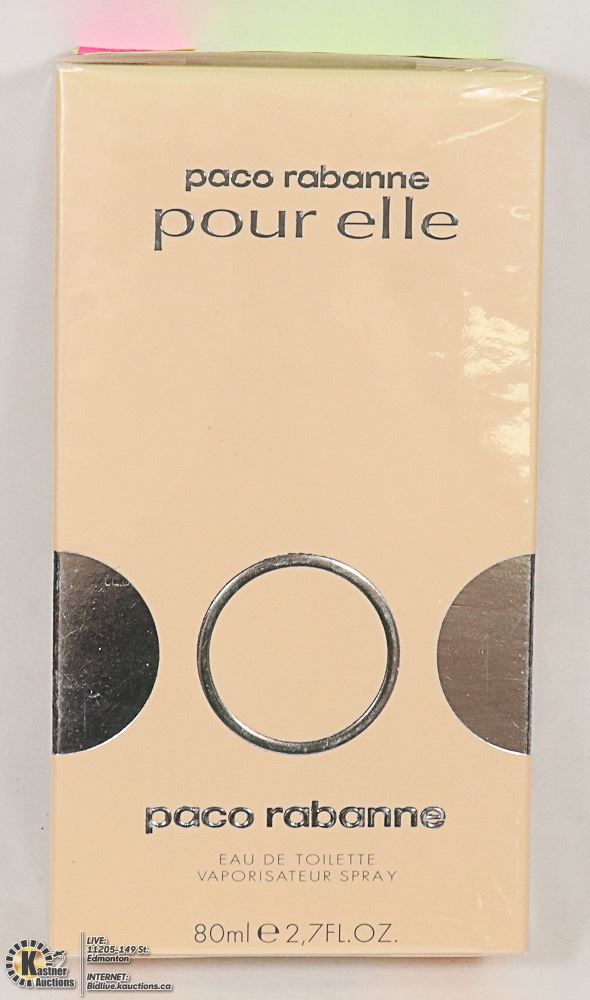 paco rabanne
pour elle
paco rabanne
EAU DE TOILETTE
VAPORISATEUR SPRAY
80ml e 2,7FL.OZ.
Kastner
Auctions
LIVE:
11205-149 St.
Edmonton
INTERNET:
Bidlive.kauctions.ca